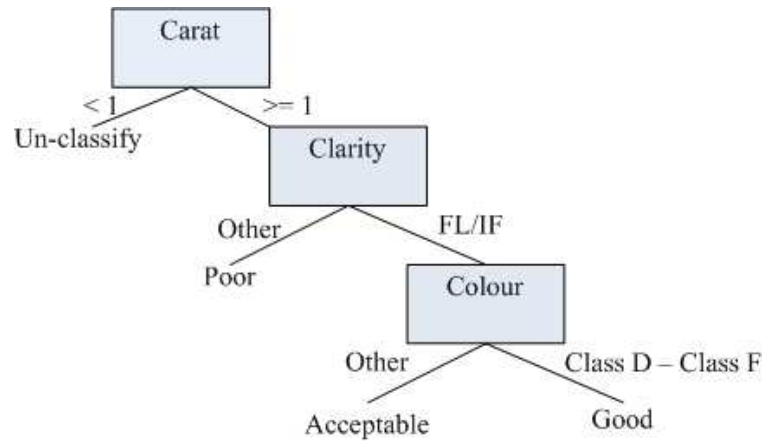 Carat
< 1
>= 1
Un-classify
Clarity
Other
FL/IF
Poor
Colour
Other
Class D – Class F
Acceptable
Good